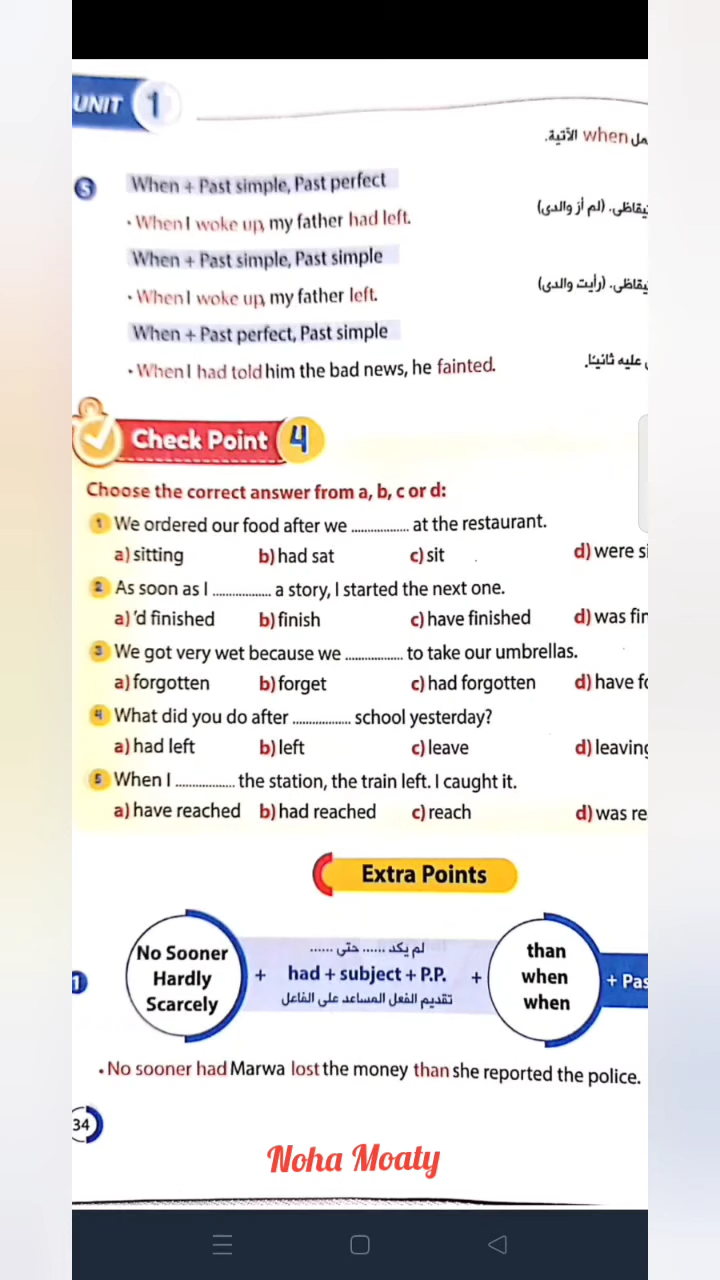 UNIT 1
when الآتية.
5 When + Past simple, Past perfect
• When I woke up, my father had left.
(لم أر والدى)
When + Past simple, Past simple
• When I woke up, my father left.
(رأيت والدى)
When + Past perfect, Past simple
• When I had told him the bad news, he fainted.
عليه ثانيًا.
Check Point 4
Choose the correct answer from a, b, c or d:
1 We ordered our food after we ................ at the restaurant.
a) sitting b) had sat c) sit d) were
2 As soon as I ................ a story, I started the next one.
a) 'd finished b) finish c) have finished d) was
3 We got very wet because we ................ to take our umbrellas.
a) forgotten b) forget c) had forgotten d) have
4 What did you do after ................ school yesterday?
a) had left b) left c) leave d) leaving
5 When I ................ the station, the train left. I caught it.
a) have reached b) had reached c) reach d) was
Extra Points
1 No Sooner Hardly Scarcely + لم يكد ...... حتى ...... had + subject + P.P. تقديم الفعل المساعد على الفاعل + than when when +
• No sooner had Marwa lost the money than she reported the police.
34
Noha Moaty